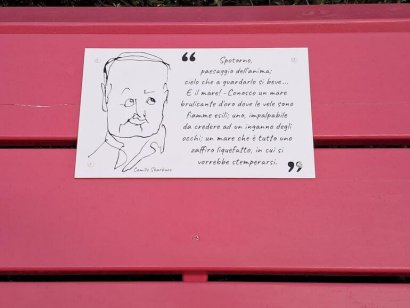 “
Spotorno,
paesaggio dell'anima;
cielo che a guardarlo si beve...
E il mare! - Conosco un mare
brulicante d'oro dove le vele sono
fiamme esili; uno, impalpabile
da credere ad un inganno degli
occhi; un mare che è tutto uno
zaffiro liquefatto, in cui si
vorrebbe stemperarsi.
”
Camillo Sbarbaro